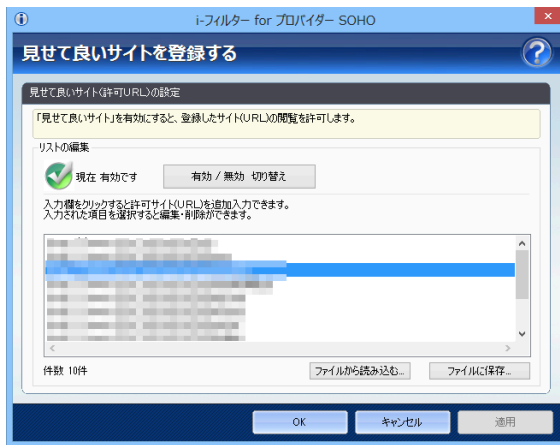 i-フィルター for プロバイダー SOHO
見せて良いサイトを登録する
見せて良いサイト(許可URL)の設定
「見せて良いサイト」を有効にすると、登録したサイト(URL)の閲覧を許可します。
リストの編集
現在 有効です
有効 / 無効 切り替え
入力欄をクリックすると許可サイト(URL)を追加入力できます。
入力された項目を選択すると編集・削除ができます。
件数 10件
ファイルから読み込む...
ファイルに保存...
OK
キャンセル
適用